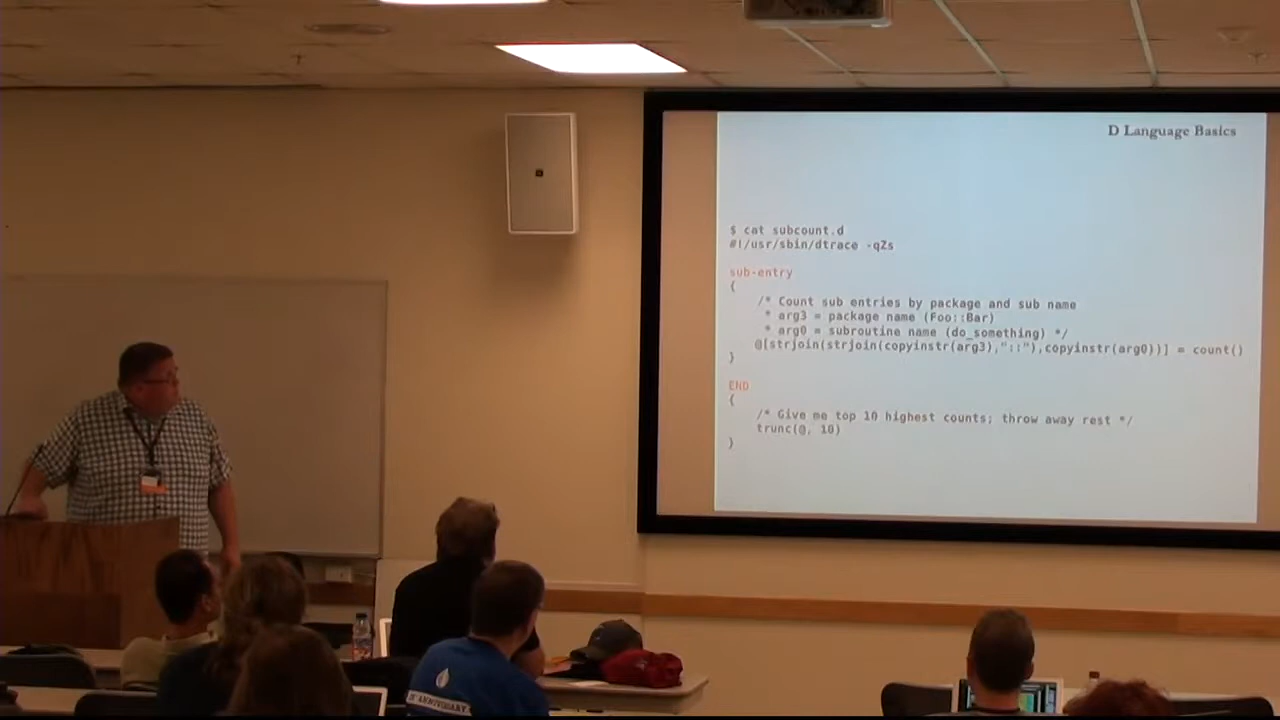 D Language Basics
$ cat subcount.d
#!/usr/sbin/dtrace -qZs
sub-entry
{
/* Count sub entries by package and sub name
* arg3 = package name (Foo::Bar)
* arg0 = subroutine name (do_something) */
@[strjoin(strjoin(copyinstr(arg3),"::"),copyinstr(arg0))] = count()
}
END
{
/* Give me top 10 highest counts; throw away rest */
trunc(@, 10)
}
ANNIVERSARY